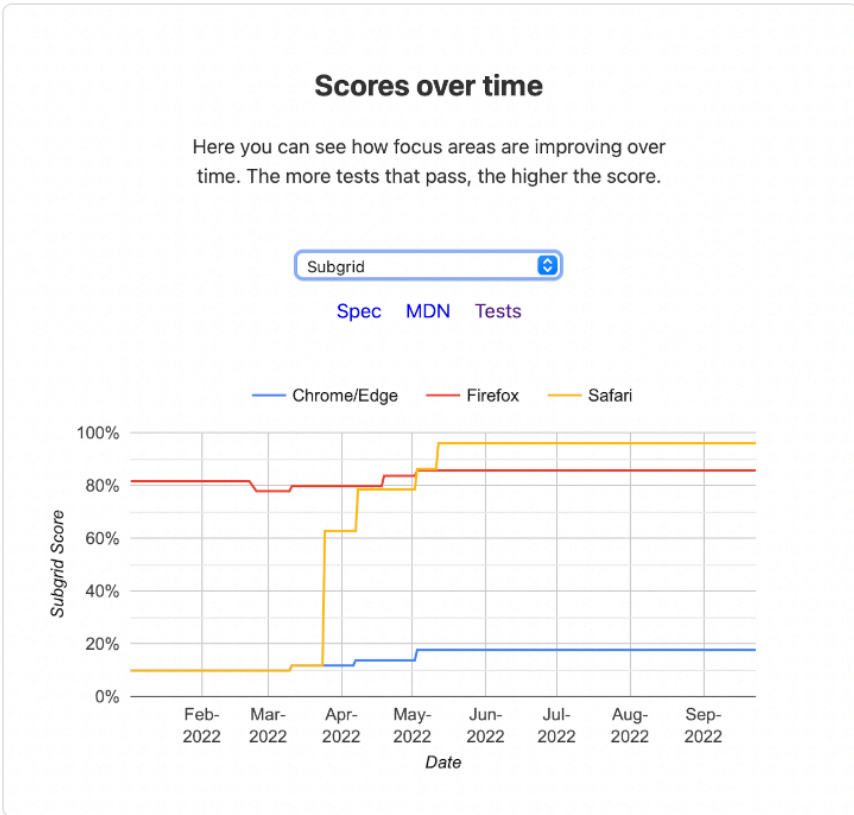 Scores over time
Here you can see how focus areas are improving over
time. The more tests that pass, the higher the score.
Subgrid
Spec MDN Tests
Chrome/Edge Firefox Safari
100%
80%
60%
40%
20%
0%
Subgrid Score
Feb-2022 Mar-2022 Apr-2022 May-2022 Jun-2022 Jul-2022 Aug-2022 Sep-2022
Date